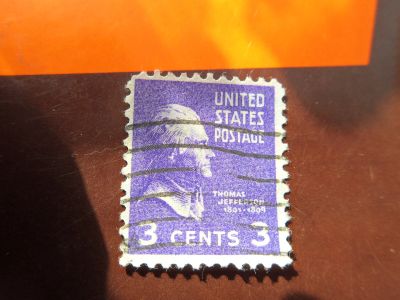 UNITED
STATES
POSTAGE
THOMAS
JEFFERSON
1801-1809
3 CENTS 3